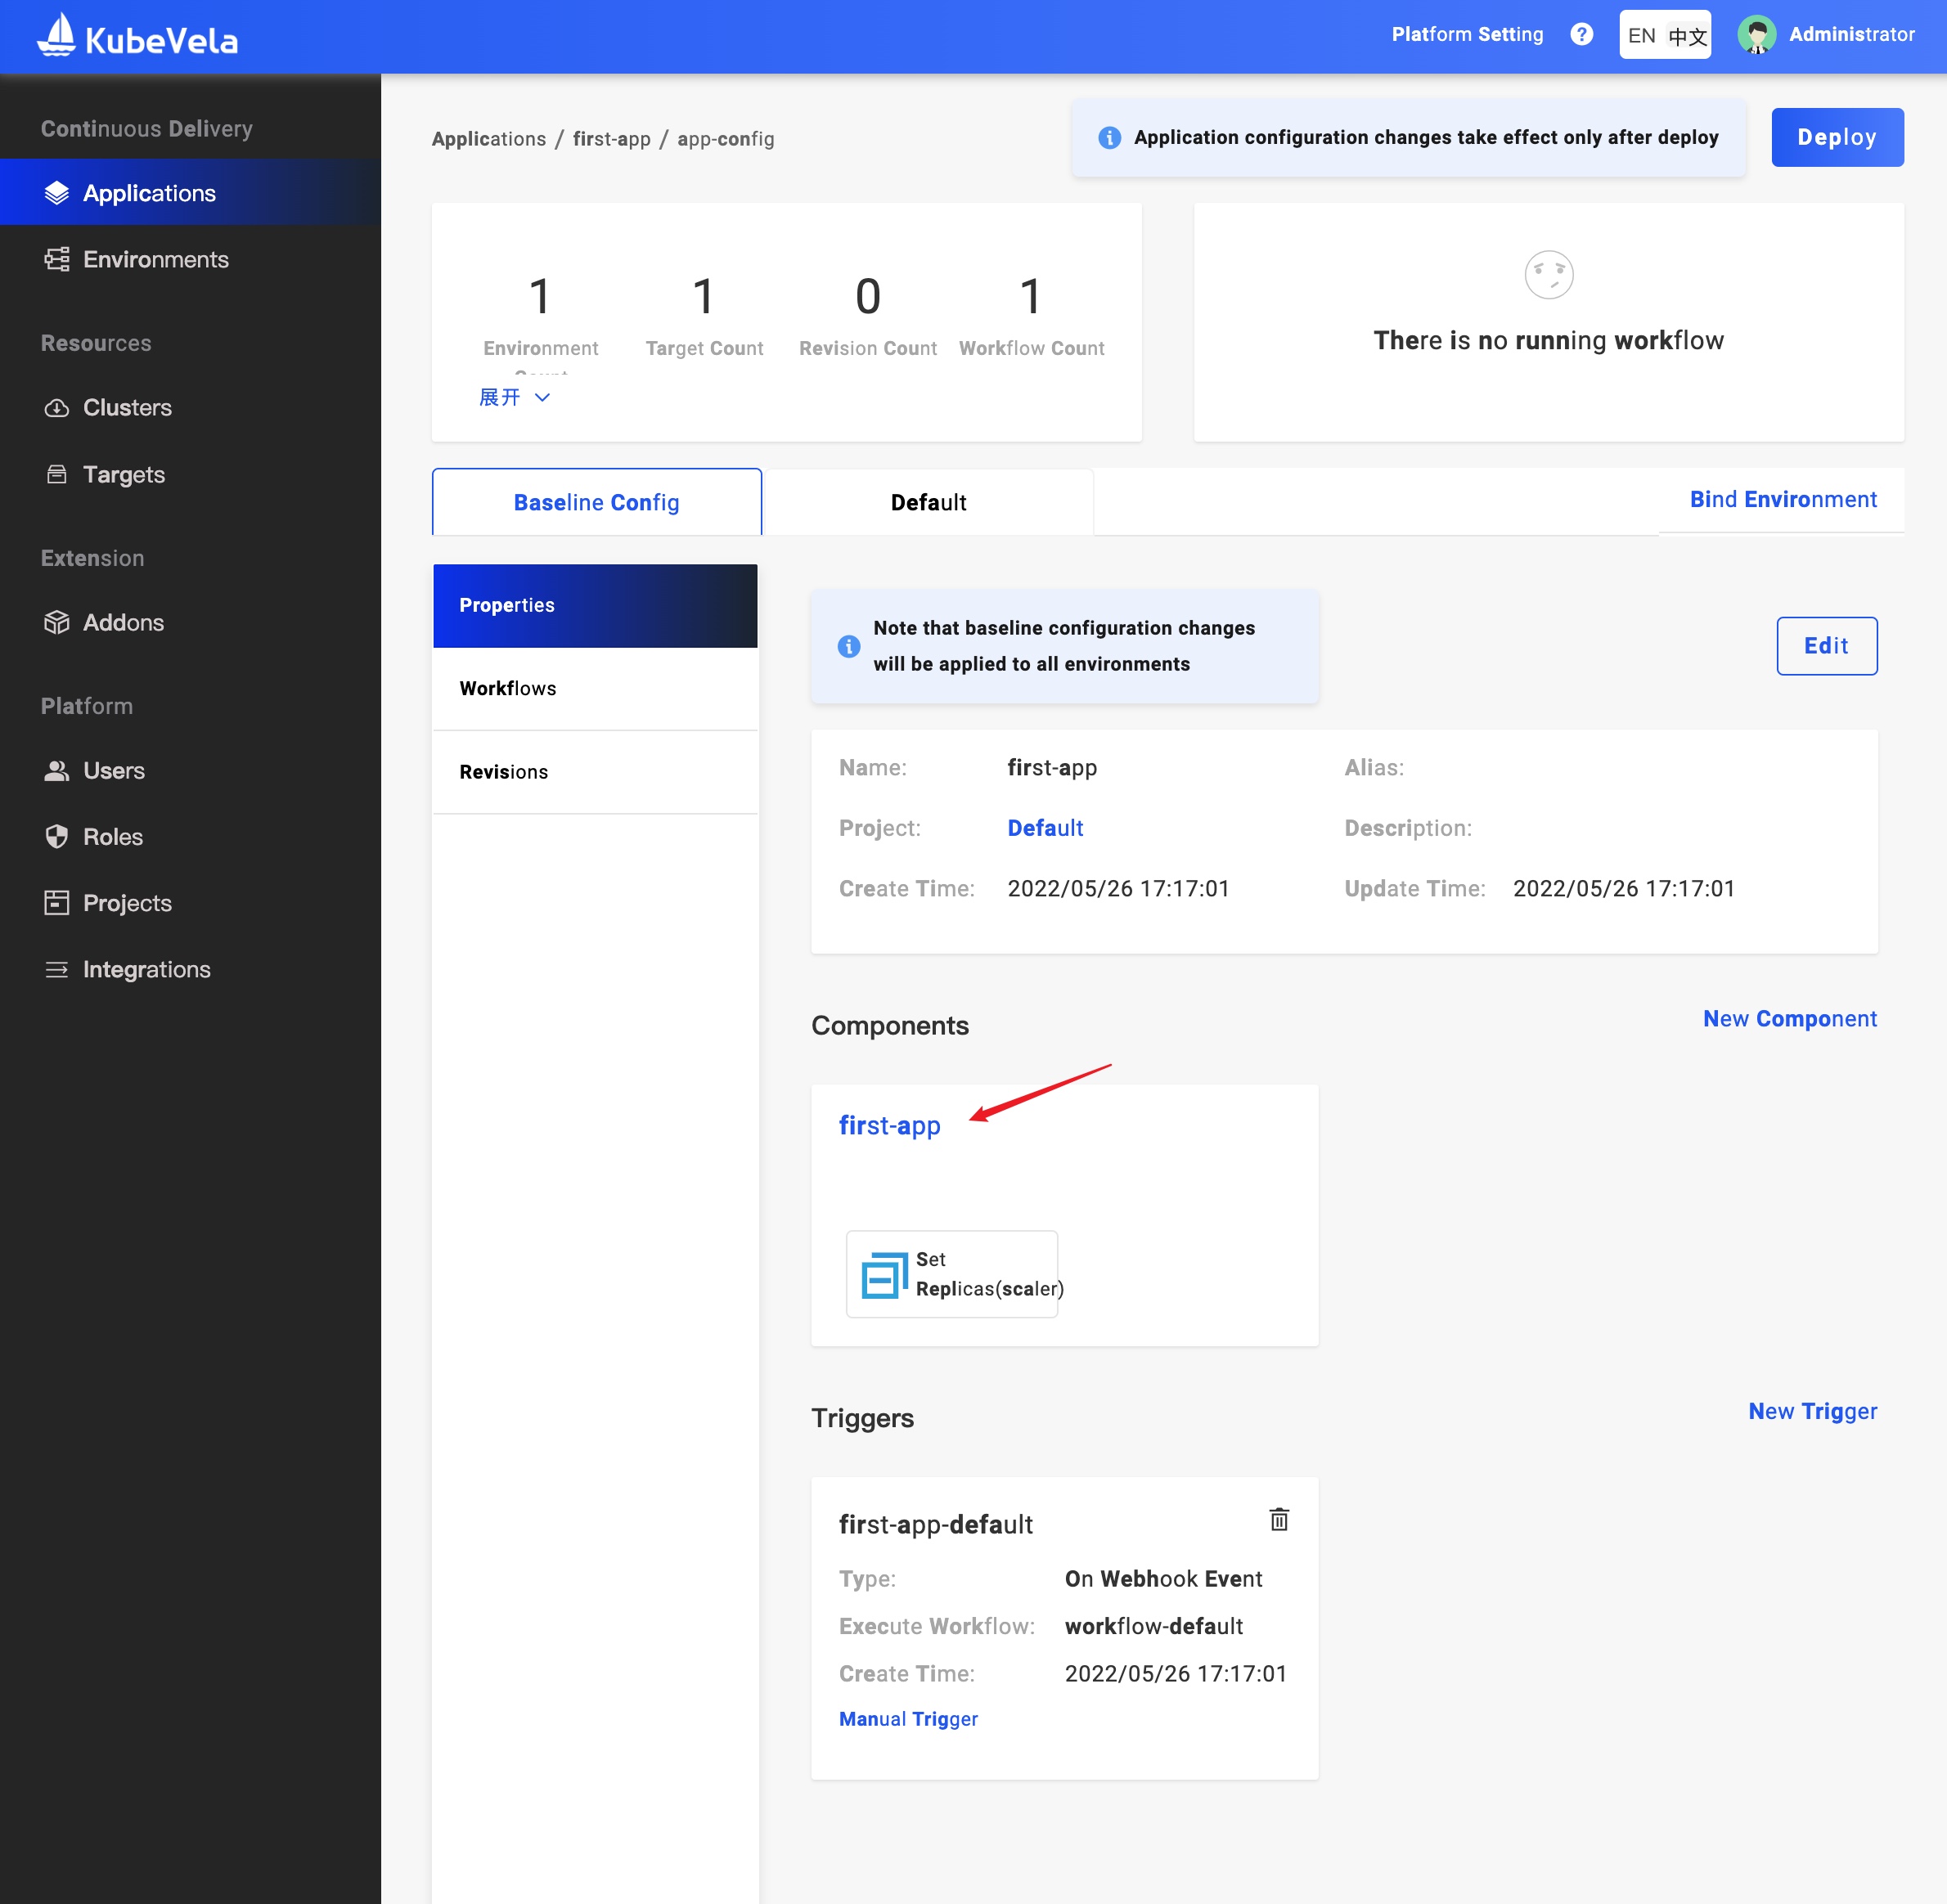 KubeVela
Platform Setting
EN 中文
Administrator
Continuous Delivery
Applications
Environments
Resources
Clusters
Targets
Extension
Addons
Platform
Users
Roles
Projects
Integrations
Applications / first-app / app-config
Application configuration changes take effect only after deploy
Deploy
1 1 0 1
Environment Target Count Revision Count Workflow Count
Count
展开
There is no running workflow
Baseline Config
Default
Bind Environment
Properties
Workflows
Revisions
Note that baseline configuration changes
will be applied to all environments
Edit
Name: first-app Alias:
Project: Default Description:
Create Time: 2022/05/26 17:17:01 Update Time: 2022/05/26 17:17:01
Components
New Component
first-app
Set
Replicas(scaler)
Triggers
New Trigger
first-app-default
Type: On Webhook Event
Execute Workflow: workflow-default
Create Time: 2022/05/26 17:17:01
Manual Trigger